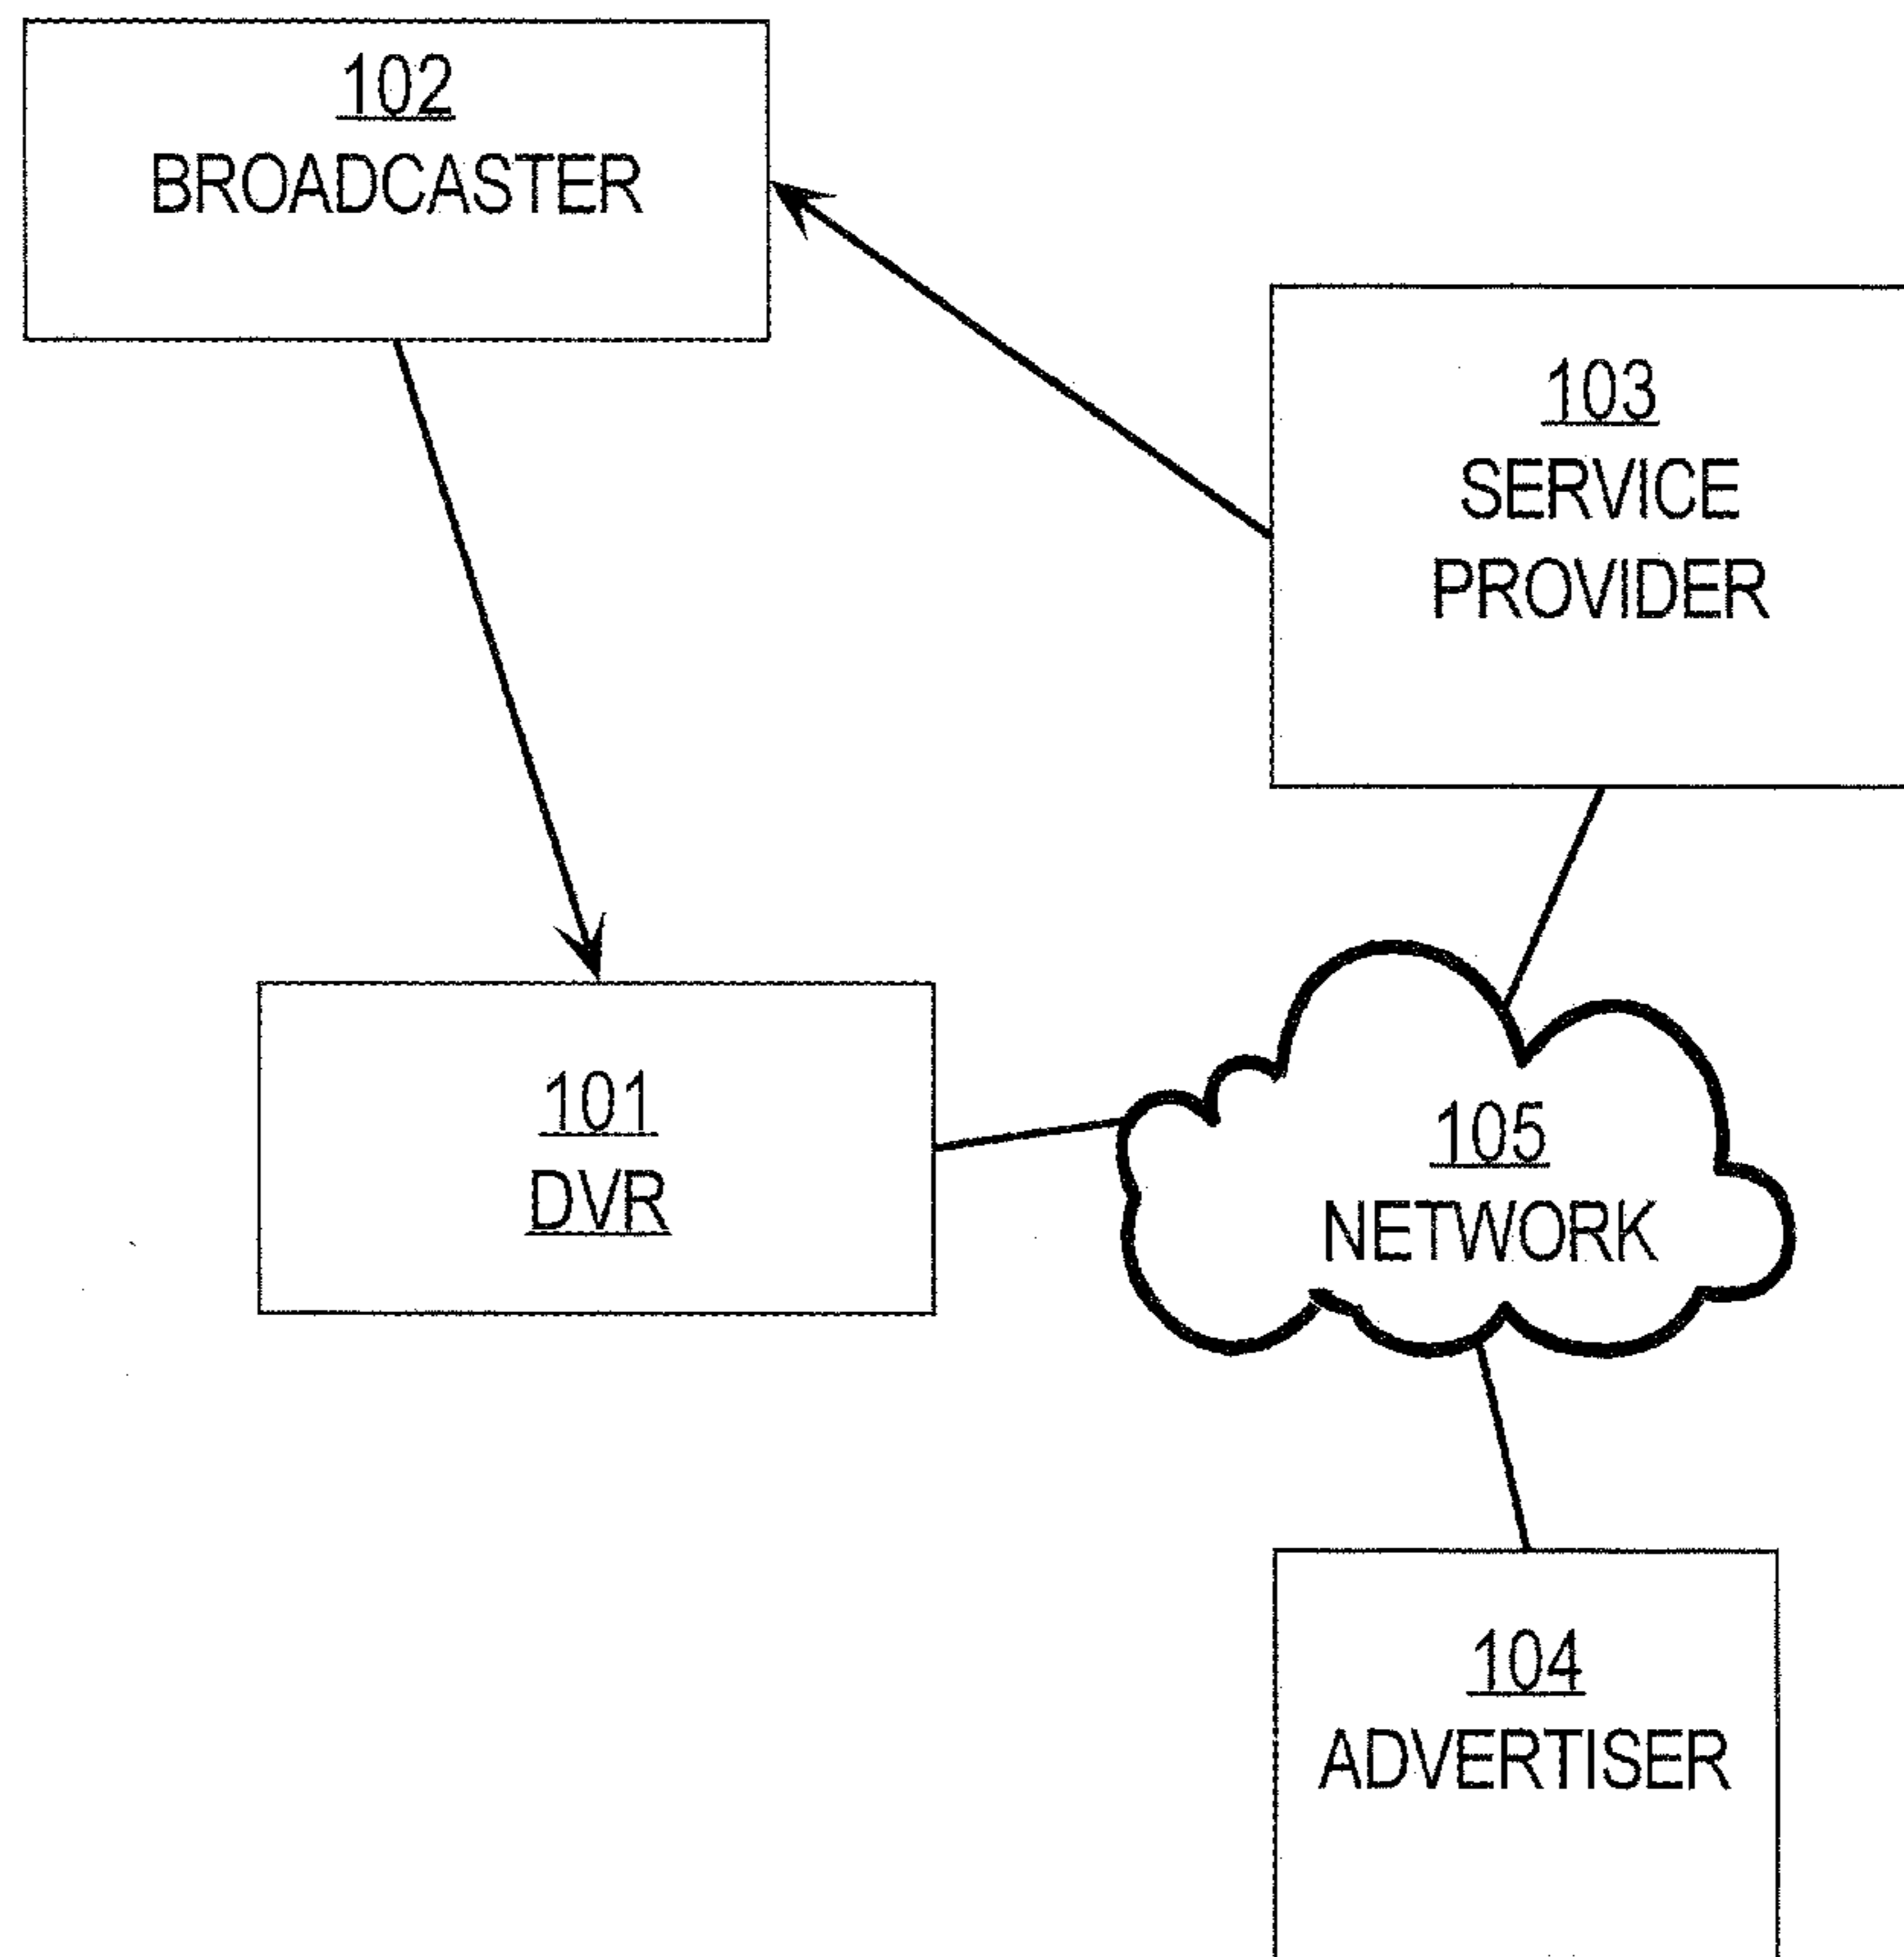 102
BROADCASTER
103
SERVICE
PROVIDER
101
DVR
105
NETWORK
104
ADVERTISER